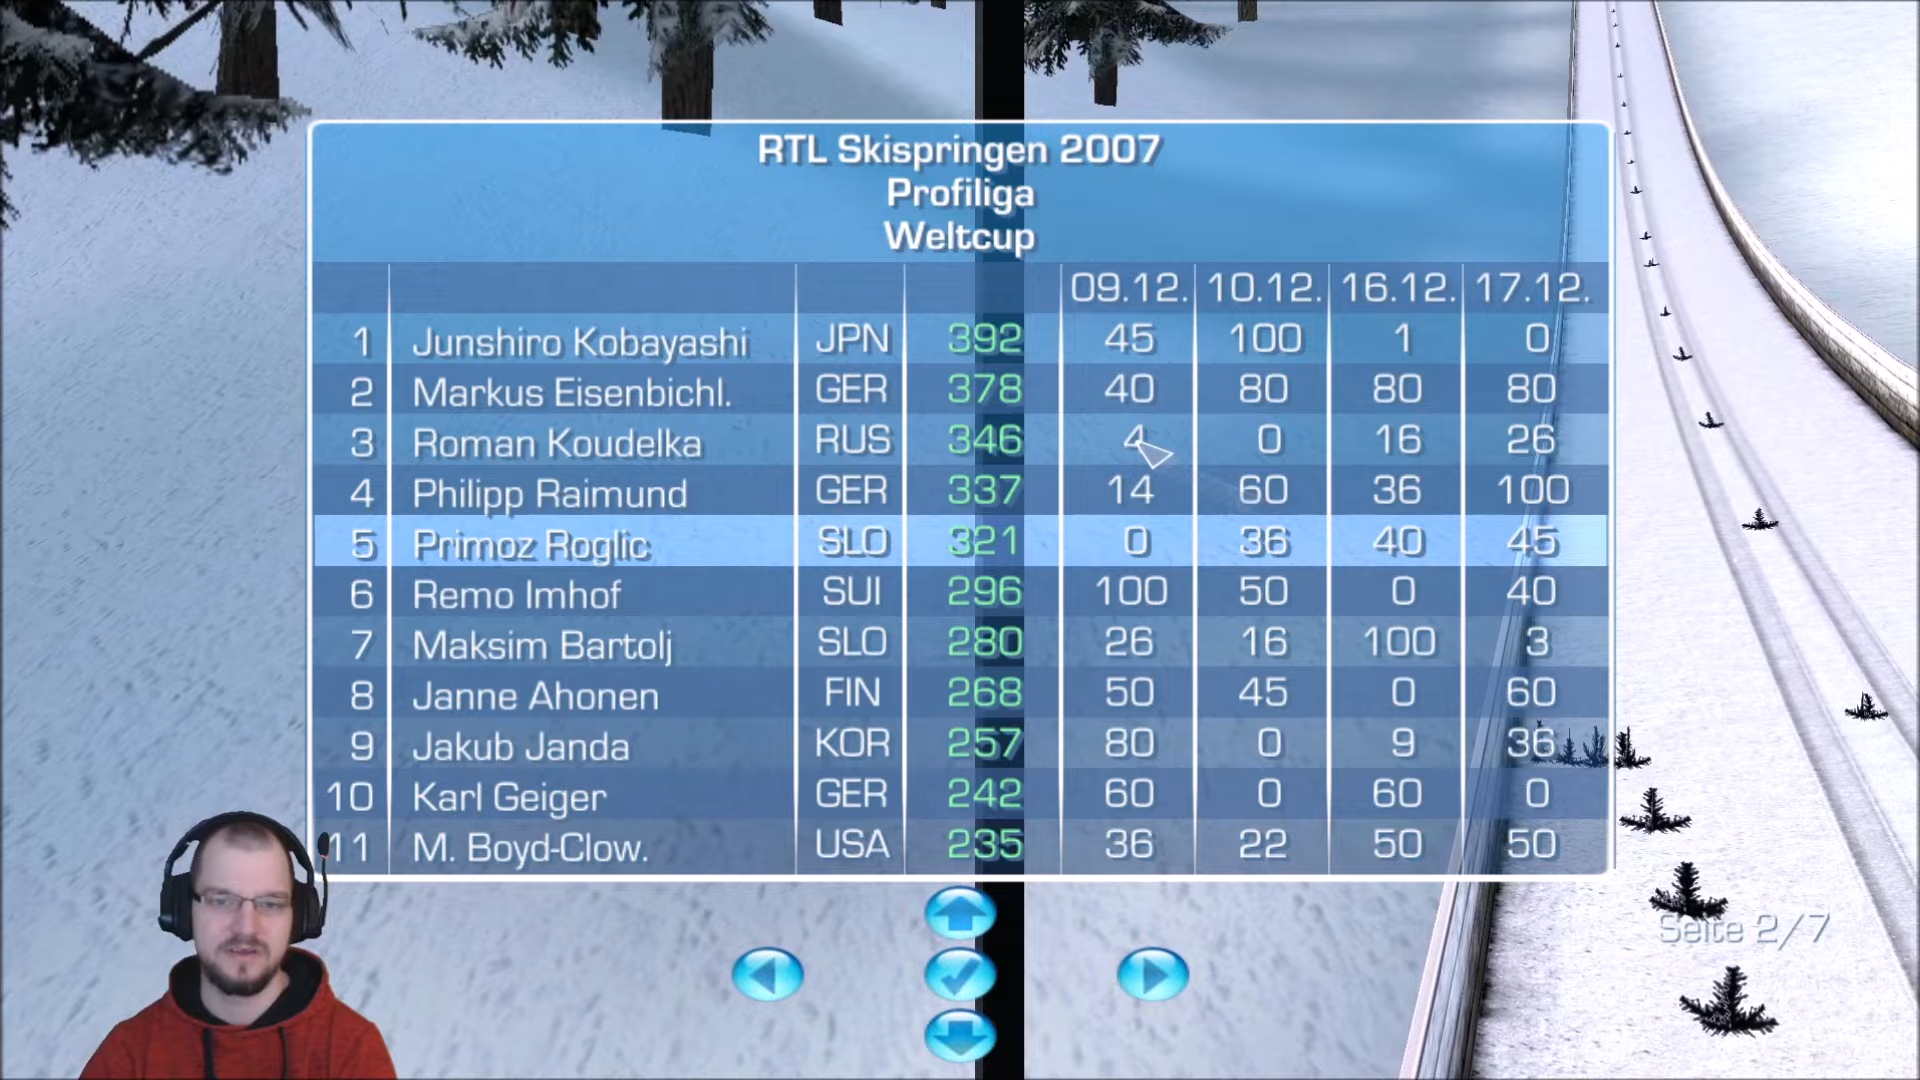 RTL Skispringen 2007
Profiliga
Weltcup
09.12. 10.12. 16.12. 17.12.
1 Junshiro Kobayashi JPN 392 45 100 1 0
2 Markus Eisenbichl. GER 378 40 80 80 80
3 Roman Koudelka RUS 346 4 0 16 26
4 Philipp Raimund GER 337 14 60 36 100
5 Primoz Roglic SLO 321 0 36 40 45
6 Remo Imhof SUI 296 100 50 0 40
7 Maksim Bartolj SLO 280 26 16 100 3
8 Janne Ahonen FIN 268 50 45 0 60
9 Jakub Janda KOR 257 80 0 9 36
10 Karl Geiger GER 242 60 0 60 0
11 M. Boyd-Clow. USA 235 36 22 50 50
Seite 2/7